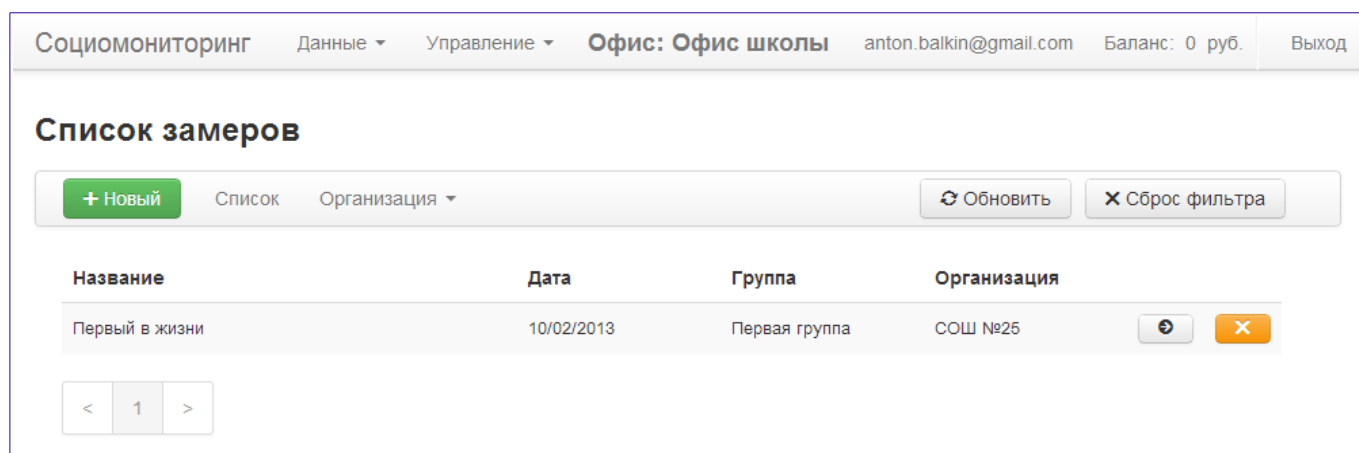 Социомониторинг Данные Управление Офис: Офис школы anton.balkin@gmail.com Баланс: 0 руб. Выход
Список замеров
+ Новый Список Организация Обновить Сброс фильтра
Название Дата Группа Организация
Первый в жизни 10/02/2013 Первая группа СОШ №25
< 1 >